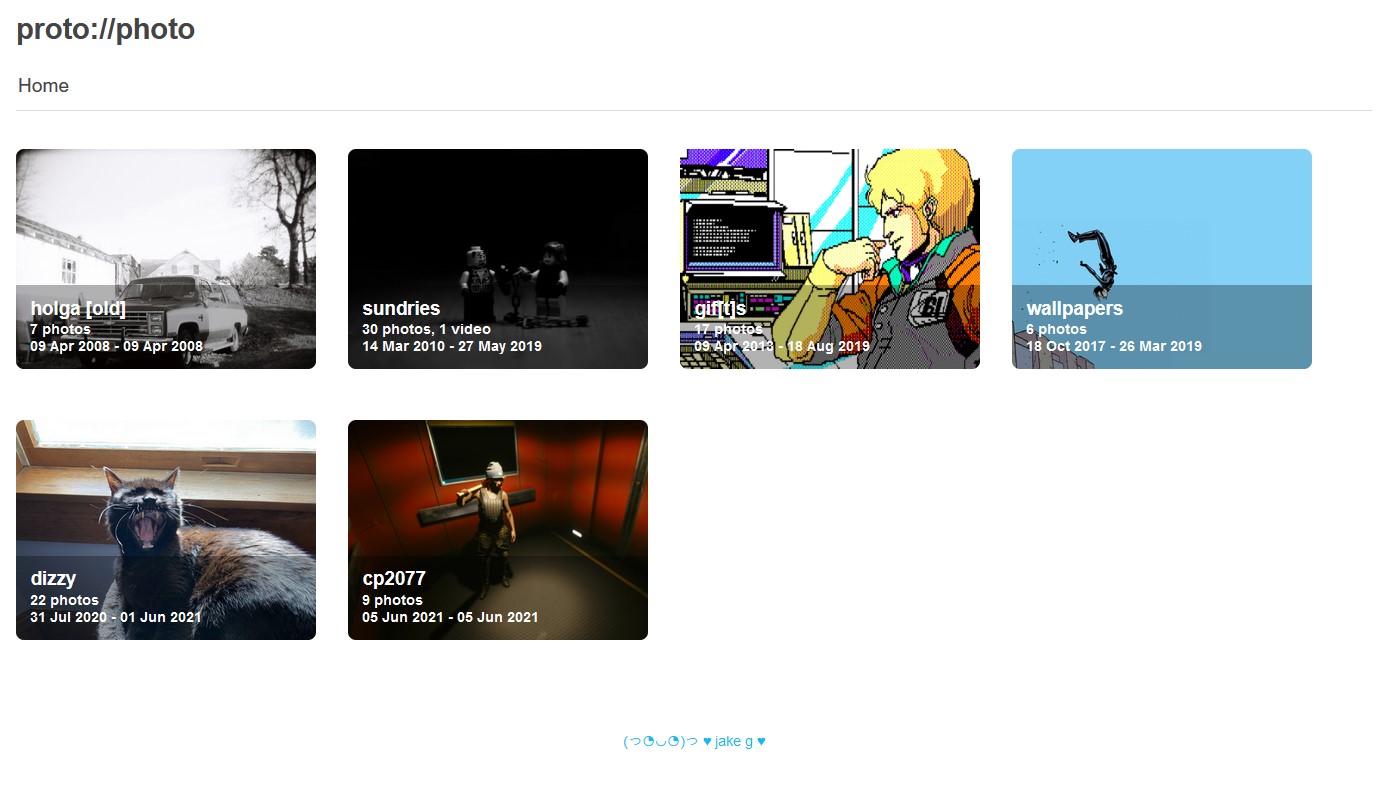 proto://photo
Home
holga [old]
7 photos
09 Apr 2008 - 09 Apr 2008
sundries
30 photos, 1 video
14 Mar 2010 - 27 May 2019
gif[t]s
17 photos
09 Apr 2013 - 18 Aug 2019
wallpapers
6 photos
18 Oct 2017 - 26 Mar 2019
dizzy
22 photos
31 Jul 2020 - 01 Jun 2021
cp2077
9 photos
05 Jun 2021 - 05 Jun 2021
(っ◔◡◔)っ ♥ jake g ♥